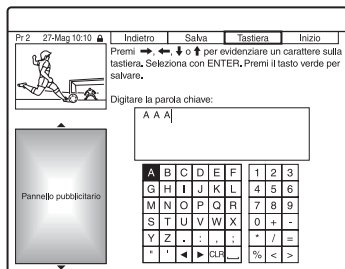 Pr 2 27-Mag 10:10 Indietro Salva Tastiera Inizio
Premi ➡, ⬅, ⬇ o ⬆ per evidenziare un carattere sulla
tastiera. Seleziona con ENTER. Premi il tasto verde per
salvare.
Digitare la parola chiave:
A A A
Pannello pubblicitario
A B C D E F 1 2 3
G H I J K L 4 5 6
M N O P Q R 7 8 9
S T U V W X 0 + -
Y Z . : , ; * / =
" ' ◄ ► CLR % < >